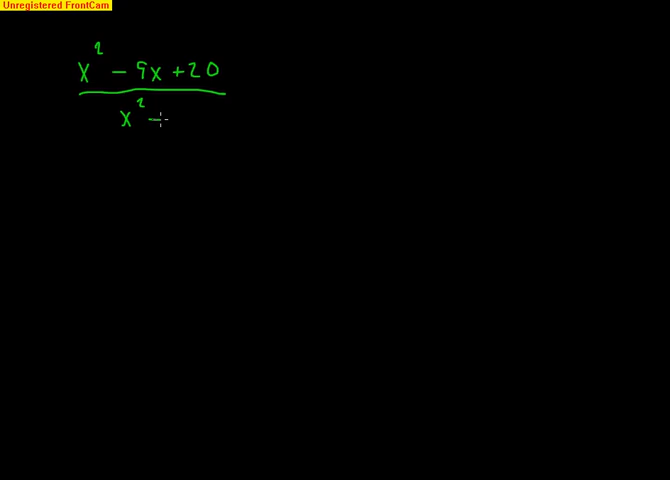 Unregistered FrontCam
x² - 9x + 20
x² -